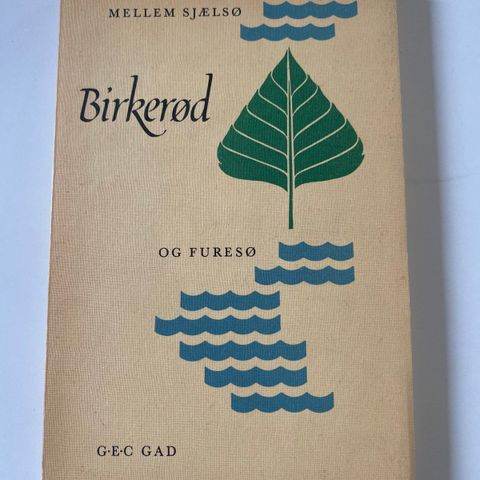 MELLEM SJÆLSØ
Birkerød
OG FURESØ
G·E·C GAD